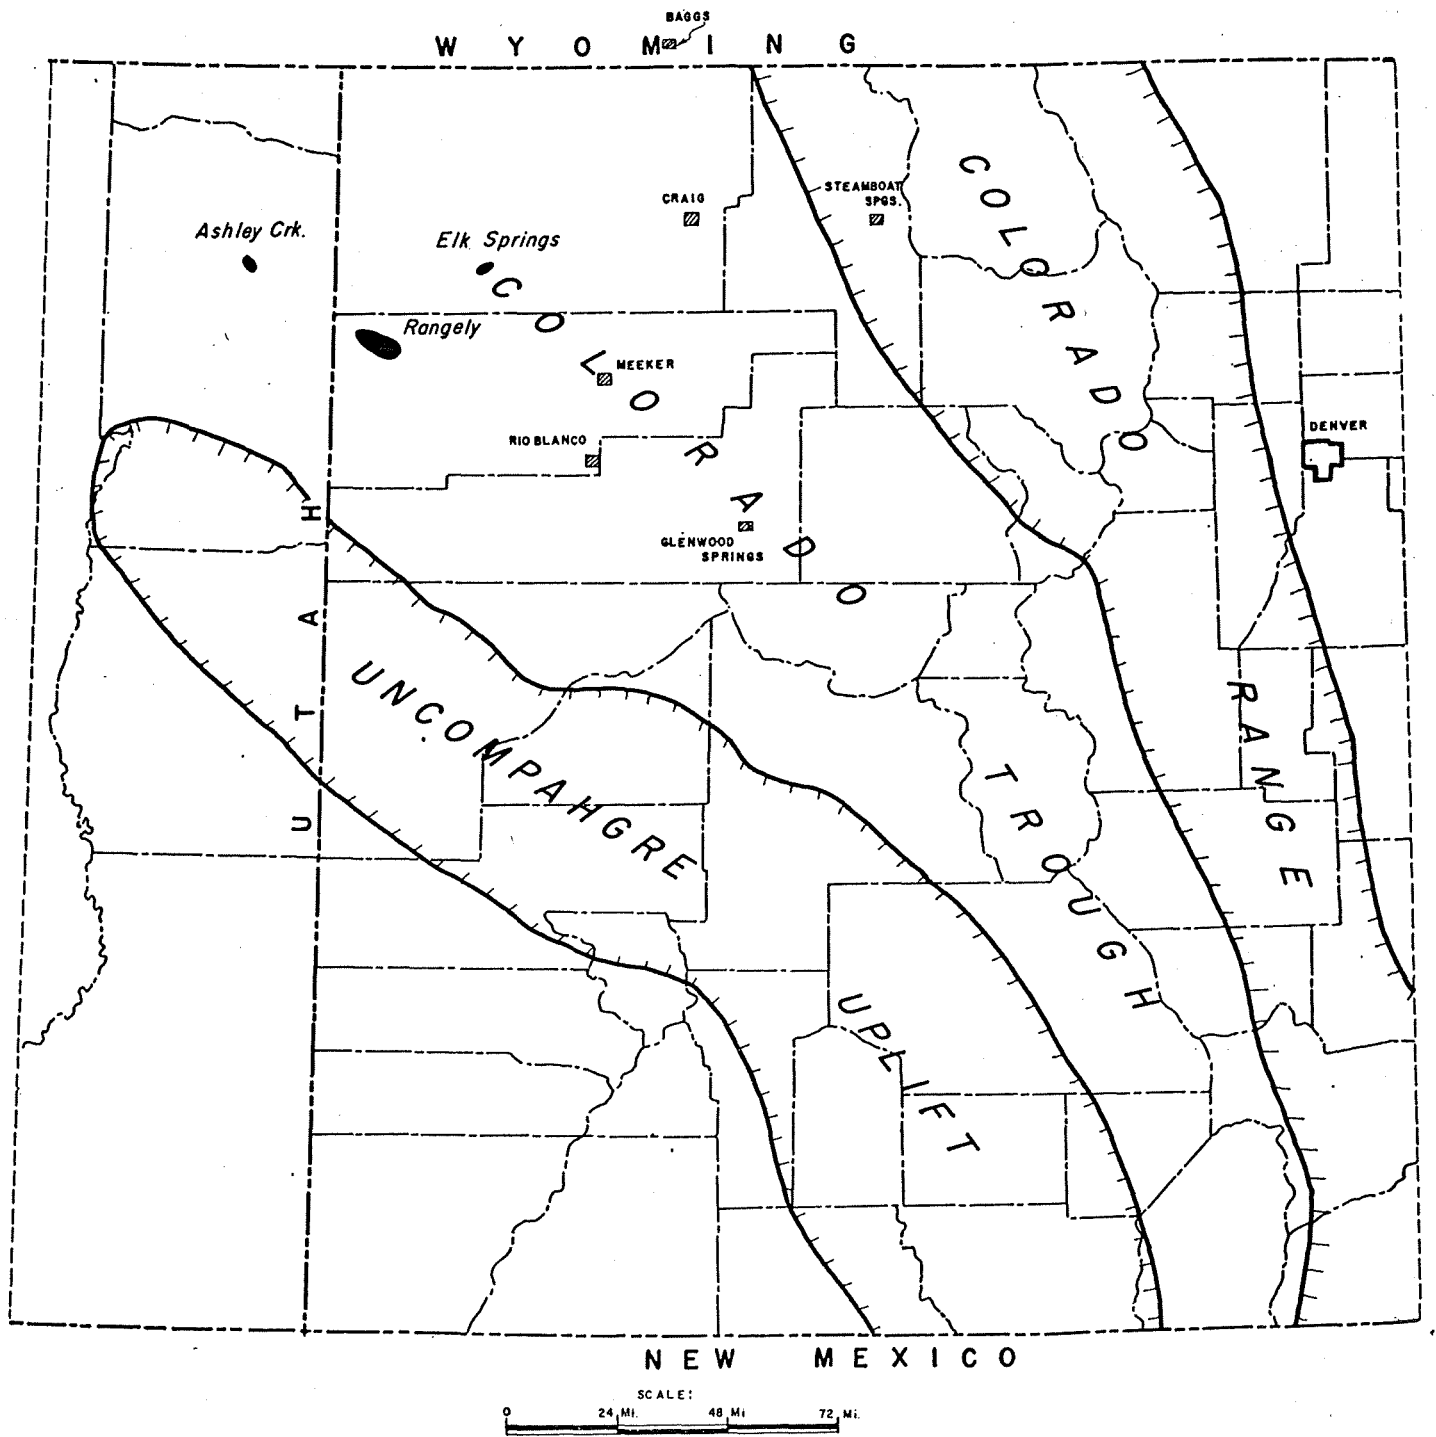 BAGGS
WYOMING
STEAMBOAT
SPGS.
CRAIG
Ashley Crk.
Elk Springs
Rangely
COLORADO
MEEKER
RIO BLANCO
GLENWOOD
SPRINGS
DENVER
COLORADO TROUGH
RANGE
UTAH
UNCOMPAHGRE
UPLIFT
NEW MEXICO
SCALE:
0 24 Mi. 48 Mi 72 Mi.